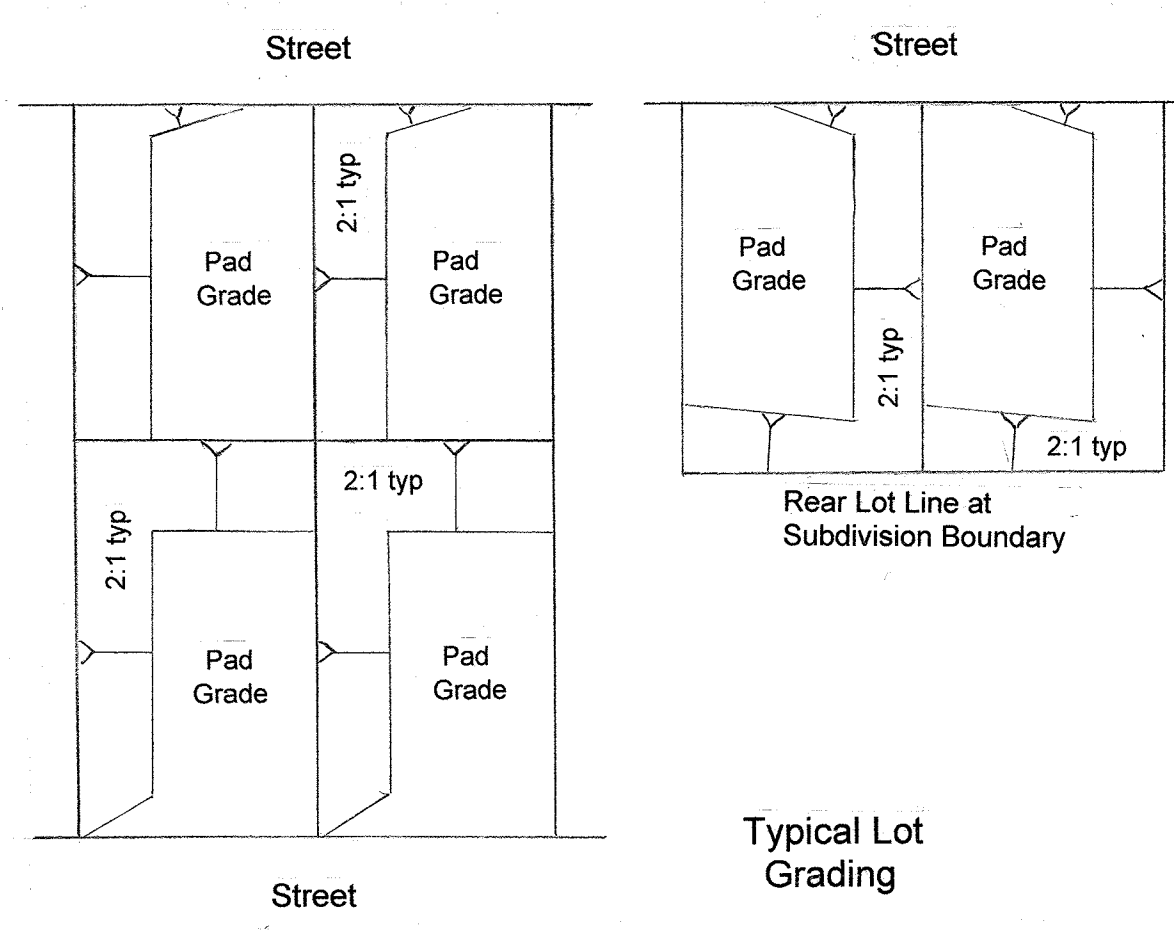 Street
Street
2:1 typ
Pad
Grade
Pad
Grade
Pad
Grade
Pad
Grade
2:1 typ
2:1 typ
2:1 typ
2:1 typ
Rear Lot Line at
Subdivision Boundary
Pad
Grade
Pad
Grade
Typical Lot
Grading
Street